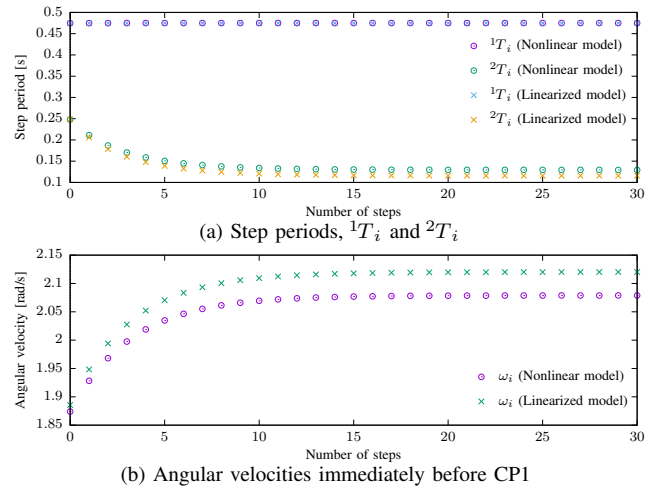 0.5
0.45
0.4
0.35
0.3
0.25
0.2
0.15
0.1
Step period [s]
¹Tᵢ (Nonlinear model)
²Tᵢ (Nonlinear model)
¹Tᵢ (Linearized model)
²Tᵢ (Linearized model)
0 5 10 15 20 25 30
Number of steps
(a) Step periods, ¹Tᵢ and ²Tᵢ
2.15
2.1
2.05
2
1.95
1.9
1.85
Angular velocity [rad/s]
ωᵢ (Nonlinear model)
ωᵢ (Linearized model)
0 5 10 15 20 25 30
Number of steps
(b) Angular velocities immediately before CP1